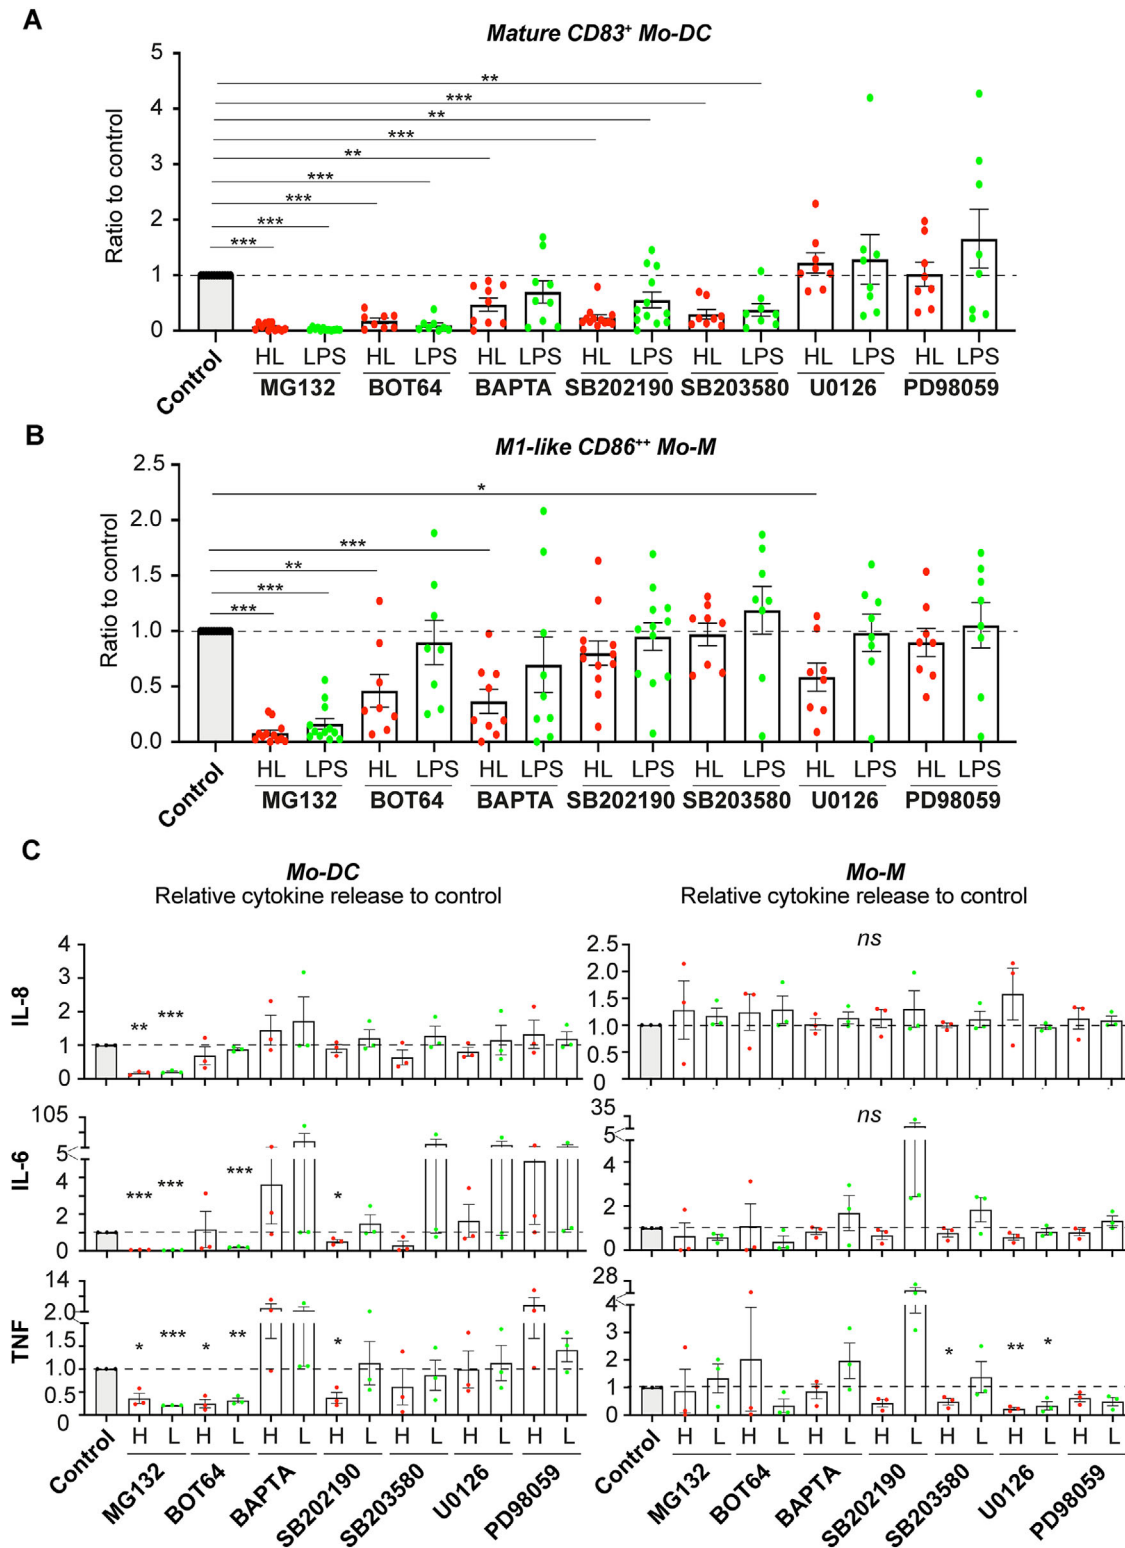 A
Mature CD83⁺ Mo-DC
Ratio to control
5
4
3
2
1
0
**
***
**
***
**
***
***
***
***
Control
HL LPS HL LPS HL LPS HL LPS HL LPS HL LPS HL LPS
MG132 BOT64 BAPTA SB202190 SB203580 U0126 PD98059
B
M1-like CD86⁺⁺ Mo-M
Ratio to control
2.5
2.0
1.5
1.0
0.5
0.0
*
***
**
***
***
Control
HL LPS HL LPS HL LPS HL LPS HL LPS HL LPS HL LPS
MG132 BOT64 BAPTA SB202190 SB203580 U0126 PD98059
C
Mo-DC
Relative cytokine release to control
Mo-M
Relative cytokine release to control
IL-8
4
3
2
1
0
** ***
2.5
2.0
1.5
1.0
0.5
0
ns
IL-6
105
5
4
2
0
*** *** *** *
35
5
4
2
0
ns
TNF
14
2.0
1.5
1.0
0.5
0
* *** * ** *
28
4
3
2
1
0
* ** *
Control
H L H L H L H L H L H L H L
MG132 BOT64 BAPTA SB202190 SB203580 U0126 PD98059
Control
H L H L H L H L H L H L H L
MG132 BOT64 BAPTA SB202190 SB203580 U0126 PD98059